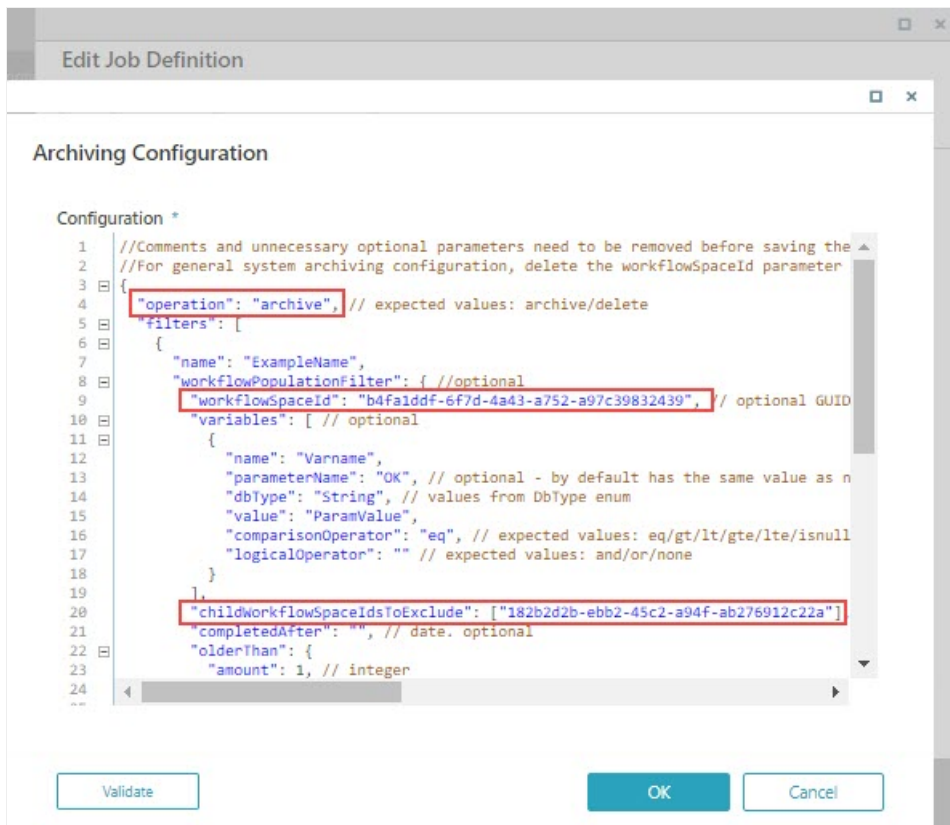 Edit Job Definition
Archiving Configuration
Configuration *
1 //Comments and unnecessary optional parameters need to be removed before saving the
2 //For general system archiving configuration, delete the workflowSpaceId parameter
3 {
4 "operation": "archive", // expected values: archive/delete
5 "filters": [
6 {
7 "name": "ExampleName",
8 "workflowPopulationFilter": { //optional
9 "workflowSpaceId": "b4fa1ddf-6f7d-4a43-a752-a97c39832439", // optional GUID
10 "variables": [ // optional
11 {
12 "name": "Varname",
13 "parameterName": "OK", // optional - by default has the same value as n
14 "dbType": "String", // values from DbType enum
15 "value": "ParamValue",
16 "comparisonOperator": "eq", // expected values: eq/gt/lt/gte/lte/isnull
17 "logicalOperator": "" // expected values: and/or/none
18 }
19 ],
20 "childWorkflowSpaceIdsToExclude": ["182b2d2b-ebb2-45c2-a94f-ab276912c22a"]
21 "completedAfter": "", // date. optional
22 "olderThan": {
23 "amount": 1, // integer
24
Validate
OK
Cancel